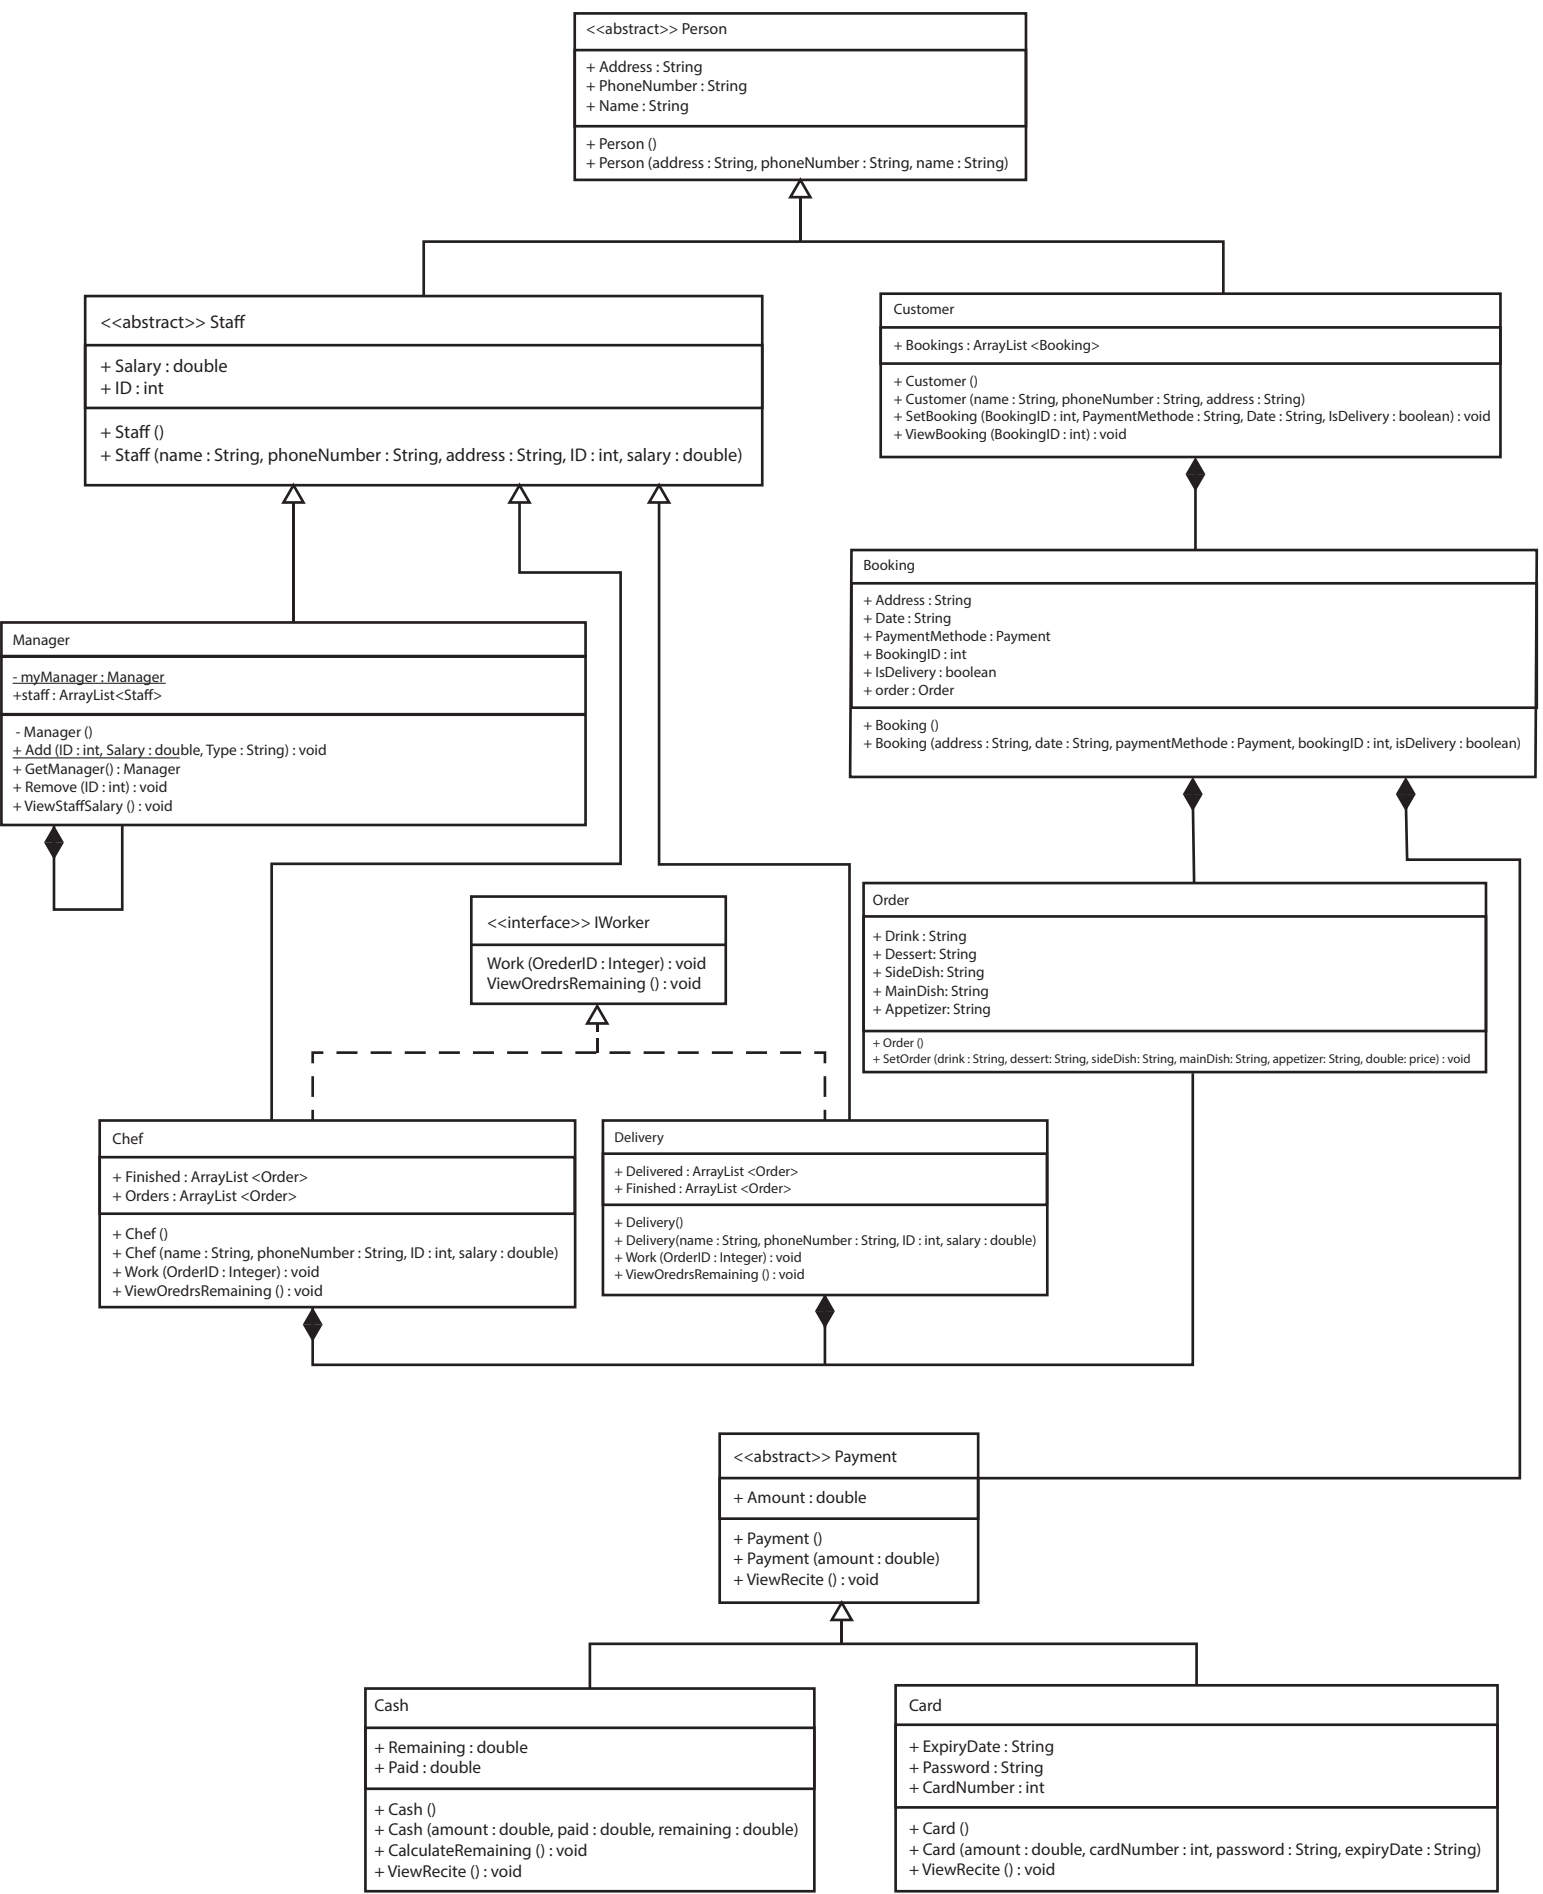 <<abstract>> Person
+ Address : String
+ PhoneNumber : String
+ Name : String
+ Person ()
+ Person (address : String, phoneNumber : String, name : String)
<<abstract>> Staff
+ Salary : double
+ ID : int
+ Staff ()
+ Staff (name : String, phoneNumber : String, address : String, ID : int, salary : double)
Customer
+ Bookings : ArrayList <Booking>
+ Customer ()
+ Customer (name : String, phoneNumber : String, address : String)
+ SetBooking (BookingID : int, PaymentMethode : String, Date : String, IsDelivery : boolean) : void
+ ViewBooking (BookingID : int) : void
Booking
+ Address : String
+ Date : String
+ PaymentMethode : Payment
+ BookingID : int
+ IsDelivery : boolean
+ order : Order
+ Booking ()
+ Booking (address : String, date : String, paymentMethode : Payment, bookingID : int, isDelivery : boolean)
Manager
- myManager : Manager
+staff : ArrayList<Staff>
- Manager ()
+ Add (ID : int, Salary : double, Type : String) : void
+ GetManager() : Manager
+ Remove (ID : int) : void
+ ViewStaffSalary () : void
<<interface>> IWorker
Work (OrederID : Integer) : void
ViewOredrsRemaining () : void
Order
+ Drink : String
+ Dessert: String
+ SideDish: String
+ MainDish: String
+ Appetizer: String
+ Order ()
+ SetOrder (drink : String, dessert: String, sideDish: String, mainDish: String, appetizer: String, double: price) : void
Chef
+ Finished : ArrayList <Order>
+ Orders : ArrayList <Order>
+ Chef ()
+ Chef (name : String, phoneNumber : String, ID : int, salary : double)
+ Work (OrderID : Integer) : void
+ ViewOredrsRemaining () : void
Delivery
+ Delivered : ArrayList <Order>
+ Finished : ArrayList <Order>
+ Delivery()
+ Delivery(name : String, phoneNumber : String, ID : int, salary : double)
+ Work (OrderID : Integer) : void
+ ViewOredrsRemaining () : void
<<abstract>> Payment
+ Amount : double
+ Payment ()
+ Payment (amount : double)
+ ViewRecite () : void
Cash
+ Remaining : double
+ Paid : double
+ Cash ()
+ Cash (amount : double, paid : double, remaining : double)
+ CalculateRemaining () : void
+ ViewRecite () : void
Card
+ ExpiryDate : String
+ Password : String
+ CardNumber : int
+ Card ()
+ Card (amount : double, cardNumber : int, password : String, expiryDate : String)
+ ViewRecite () : void